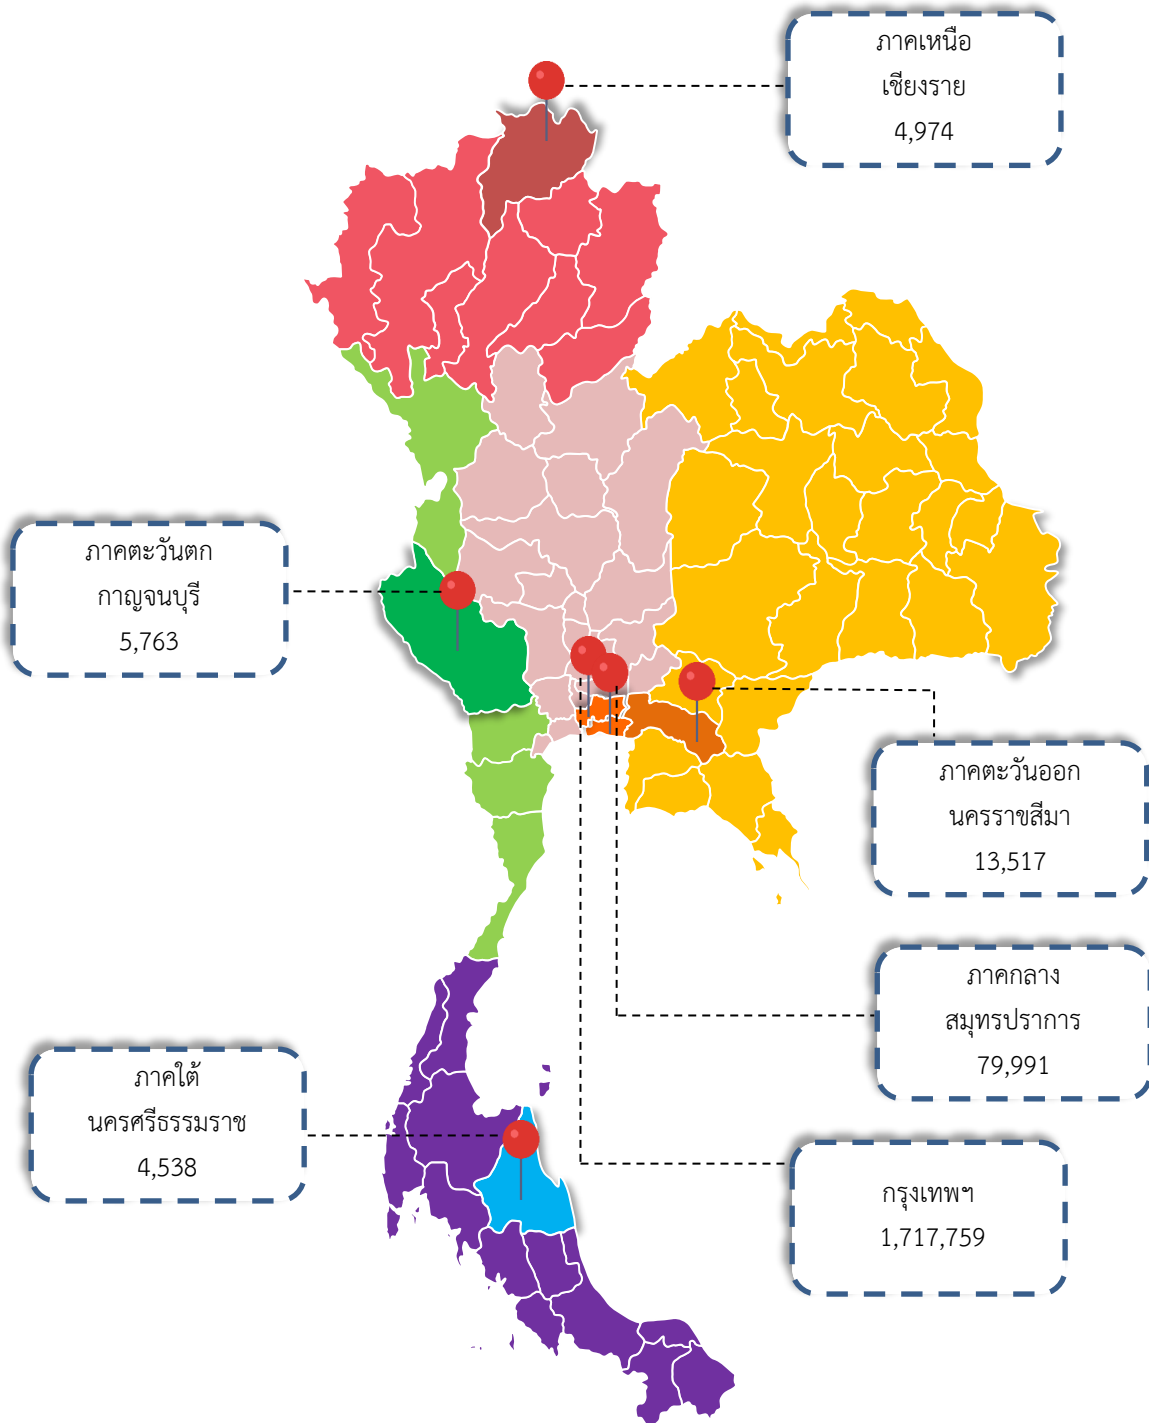 ภาคเหนือ
เชียงราย
4,974
ภาคตะวันตก
กาญจนบุรี
5,763
ภาคตะวันออก
นครราขสีมา
13,517
ภาคกลาง
สมุทรปราการ
79,991
ภาคใต้
นครศรีธรรมราช
4,538
กรุงเทพฯ
1,717,759